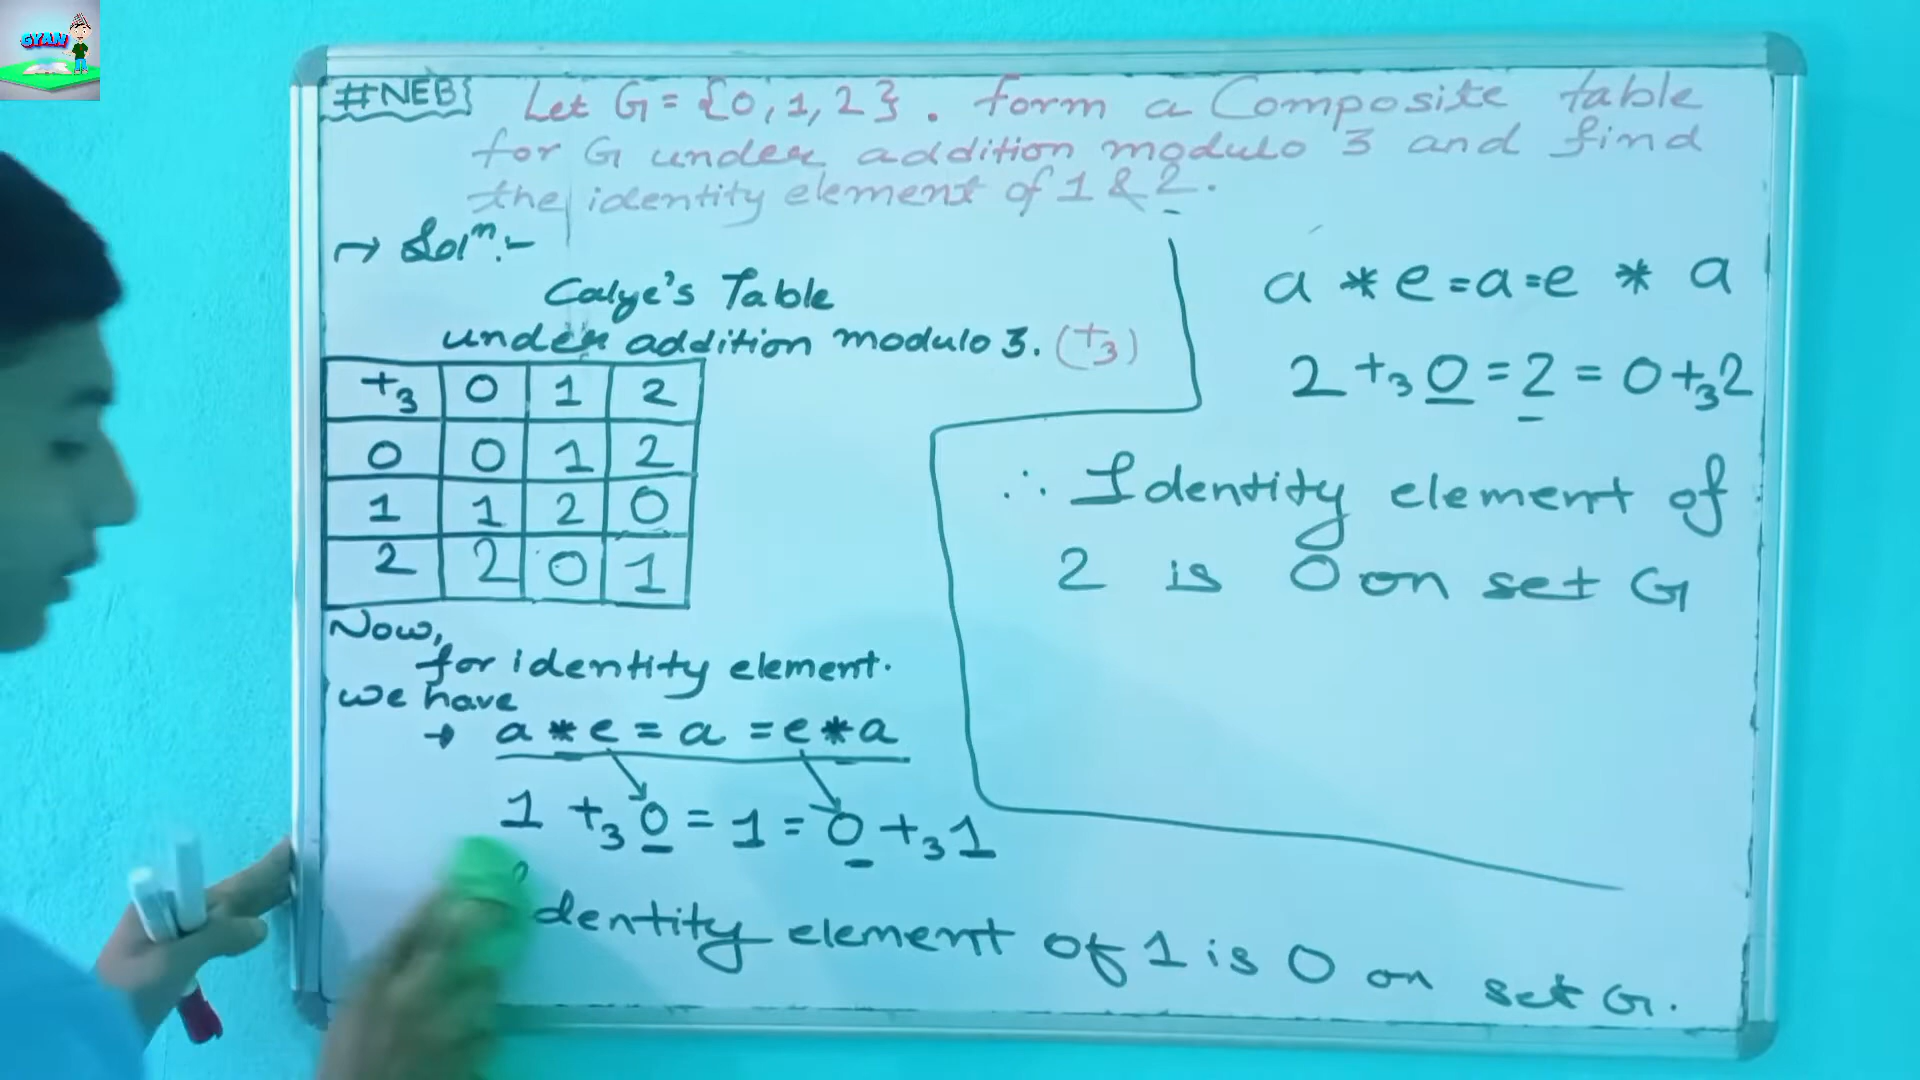 GYAN
#NEB{ Let G = {0, 1, 2}. form a Composite table
for G under addition modulo 3 and find
the identity element of 1 & 2.
→ Solⁿ:-
Calye's Table
under addition modulo 3. (+₃)
+₃ 0 1 2
0 0 1 2
1 1 2 0
2 2 0 1
Now,
for identity element.
we have
→ a * e = a = e * a
1 +₃ 0 = 1 = 0 +₃ 1
identity element of 1 is 0 on set G.
a * e = a = e * a
2 +₃ 0 = 2 = 0 +₃ 2
∴ Identity element of
2 is 0 on set G